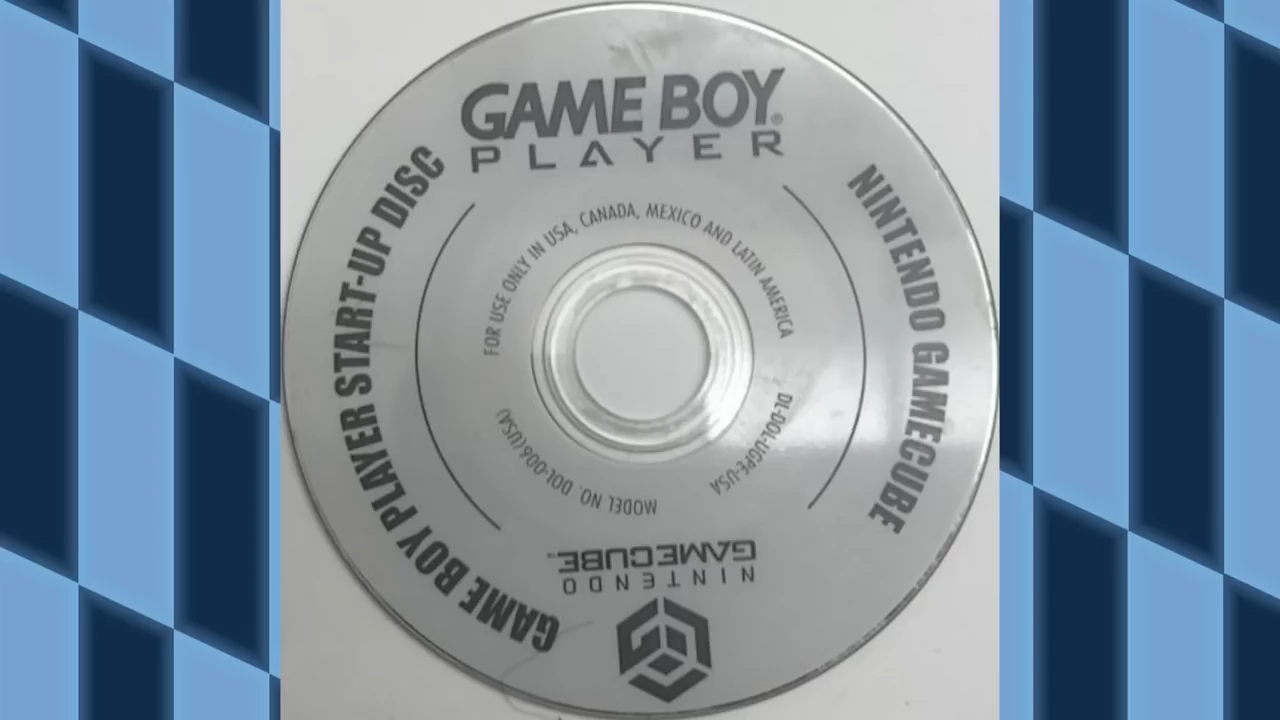 GAME BOY®
PLAYER
GAME BOY PLAYER START-UP DISC
NINTENDO GAMECUBE
FOR USE ONLY IN USA, CANADA, MEXICO AND LATIN AMERICA
DL-DOL-UGPE-USA
MODEL NO. DOL-006(USA)
NINTENDO
GAMECUBE™